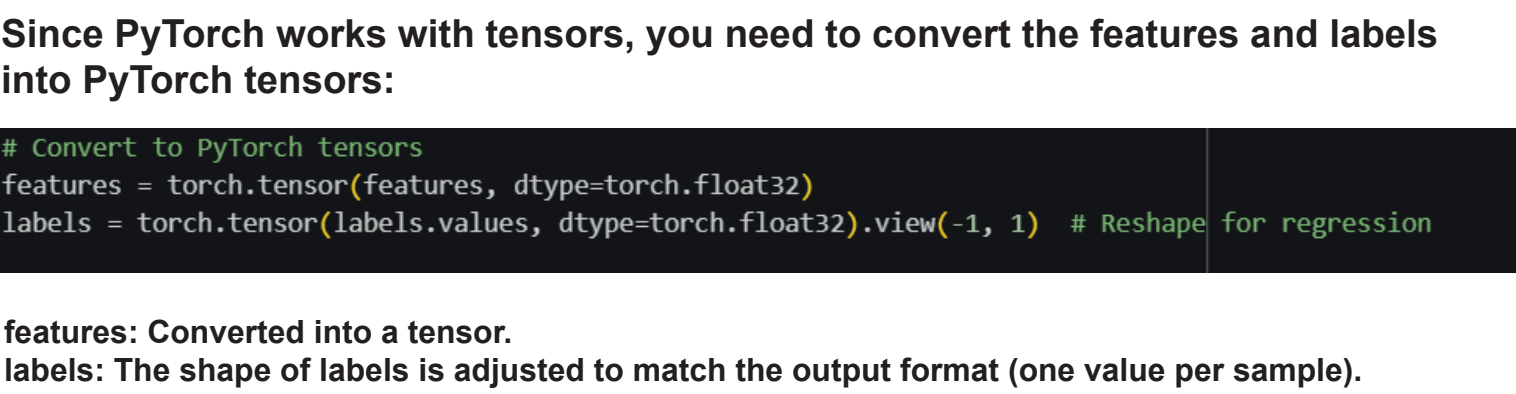 Since PyTorch works with tensors, you need to convert the features and labels
into PyTorch tensors:
# Convert to PyTorch tensors
features = torch.tensor(features, dtype=torch.float32)
labels = torch.tensor(labels.values, dtype=torch.float32).view(-1, 1)  # Reshape for regression
features: Converted into a tensor.
labels: The shape of labels is adjusted to match the output format (one value per sample).